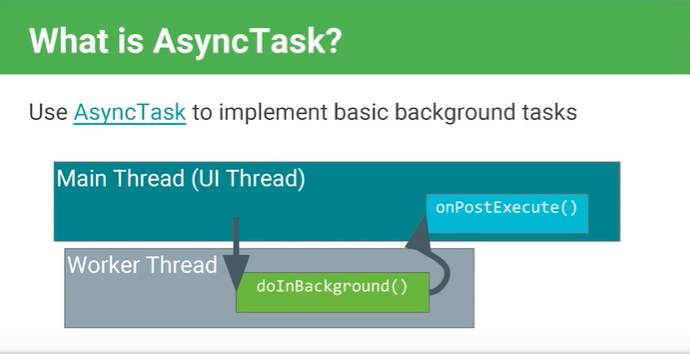 What is AsyncTask?
Use AsyncTask to implement basic background tasks
Main Thread (UI Thread)
onPostExecute()
Worker Thread
doInBackground()